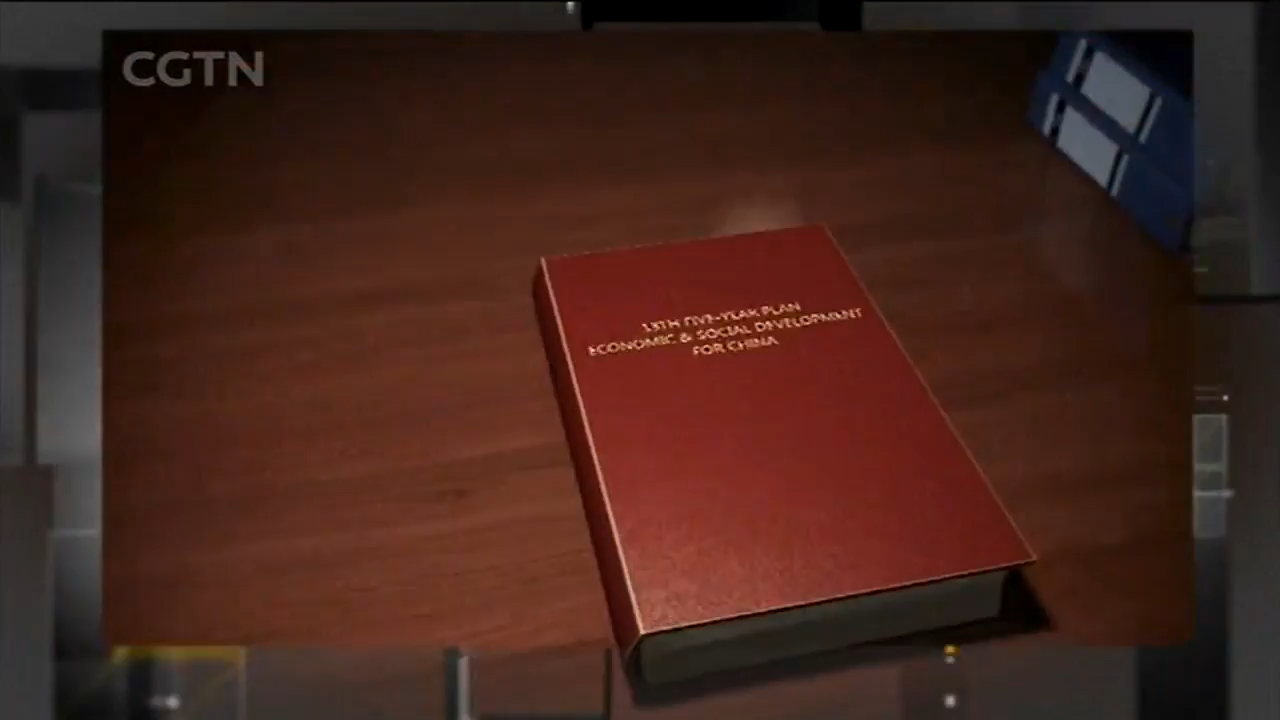 CGTN
13TH FIVE-YEAR PLAN
ECONOMIC & SOCIAL DEVELOPMENT
FOR CHINA